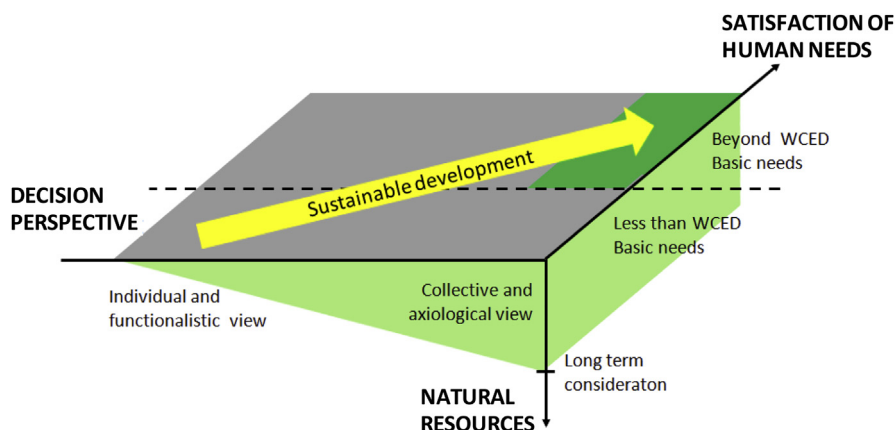 SATISFACTION OF
HUMAN NEEDS
Beyond WCED
Basic needs
Sustainable development
DECISION
PERSPECTIVE
Less than WCED
Basic needs
Individual and
functionalistic view
Collective and
axiological view
Long term
consideraton
NATURAL
RESOURCES